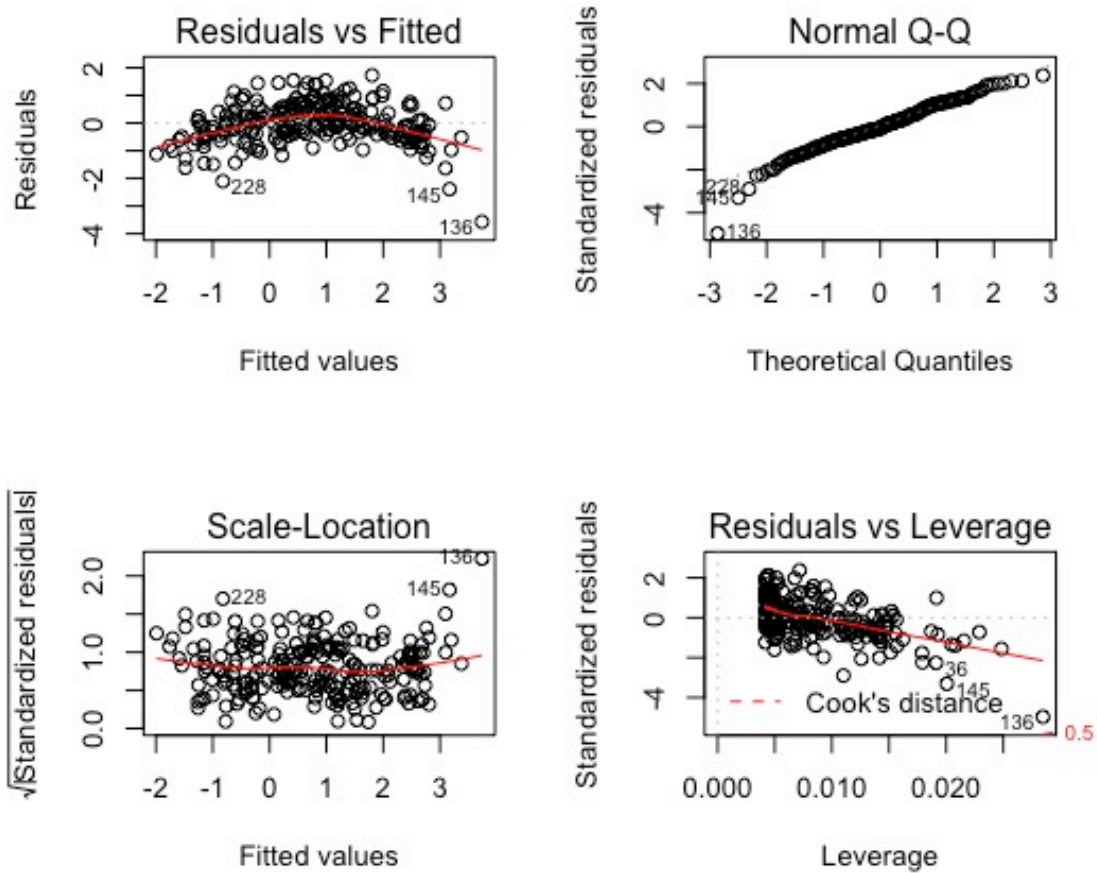 Residuals vs Fitted
Residuals
2
0
-2
-4
228
145
136
-2 -1 0 1 2 3
Fitted values
Normal Q-Q
Standardized residuals
2
0
-4
228
145
136
-3 -2 -1 0 1 2 3
Theoretical Quantiles
Scale-Location
√|Standardized residuals|
2.0
1.0
0.0
228
136
145
-2 -1 0 1 2 3
Fitted values
Residuals vs Leverage
Standardized residuals
2
0
-4
36
145
136
Cook's distance
0.5
0.000 0.010 0.020
Leverage